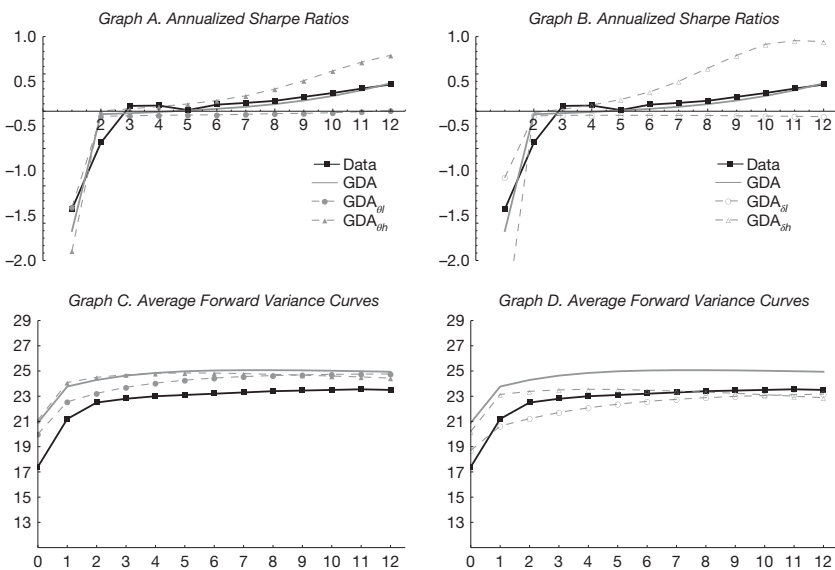 Graph A. Annualized Sharpe Ratios
1.0
0.5
−0.5
−1.0
−1.5
−2.0
2 3 4 5 6 7 8 9 10 11 12
Data
GDA
GDAθl
GDAθh
Graph B. Annualized Sharpe Ratios
1.0
0.5
−0.5
−1.0
−1.5
−2.0
2 3 4 5 6 7 8 9 10 11 12
Data
GDA
GDAδl
GDAδh
Graph C. Average Forward Variance Curves
29
27
25
23
21
19
17
15
13
0 1 2 3 4 5 6 7 8 9 10 11 12
Graph D. Average Forward Variance Curves
29
27
25
23
21
19
17
15
13
0 1 2 3 4 5 6 7 8 9 10 11 12